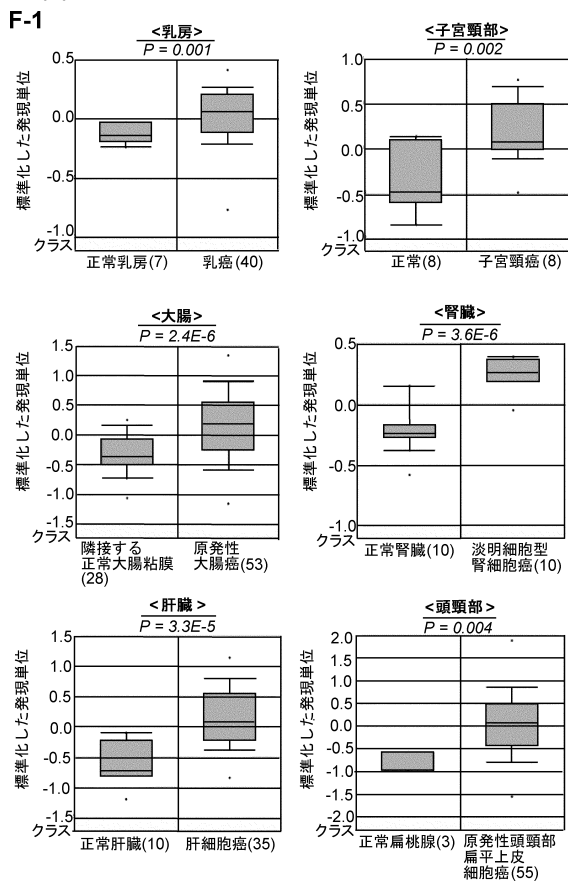 F-1
<乳房>
P = 0.001
標準化した発現単位
0.5
0.0
-0.5
-1.0
クラス
正常乳房(7)
乳癌(40)
<子宮頸部>
P = 0.002
標準化した発現単位
1.0
0.5
0.0
-0.5
-1.0
クラス
正常(8)
子宮頸癌(8)
<大腸>
P = 2.4E-6
標準化した発現単位
1.5
1.0
0.5
0.0
-0.5
-1.0
-1.5
クラス
隣接する
正常大腸粘膜
(28)
原発性
大腸癌(53)
<腎臓>
P = 3.6E-6
標準化した発現単位
0.5
0.0
-0.5
-1.0
クラス
正常腎臓(10)
淡明細胞型
腎細胞癌(10)
<肝臓>
P = 3.3E-5
標準化した発現単位
1.5
1.0
0.5
0.0
-0.5
-1.0
-1.5
クラス
正常肝臓(10)
肝細胞癌(35)
<頭頸部>
P = 0.004
標準化した発現単位
2.0
1.5
1.0
0.5
0.0
-0.5
-1.0
-1.5
-2.0
クラス
正常扁桃腺(3)
原発性頭頸部
扁平上皮
細胞癌(55)